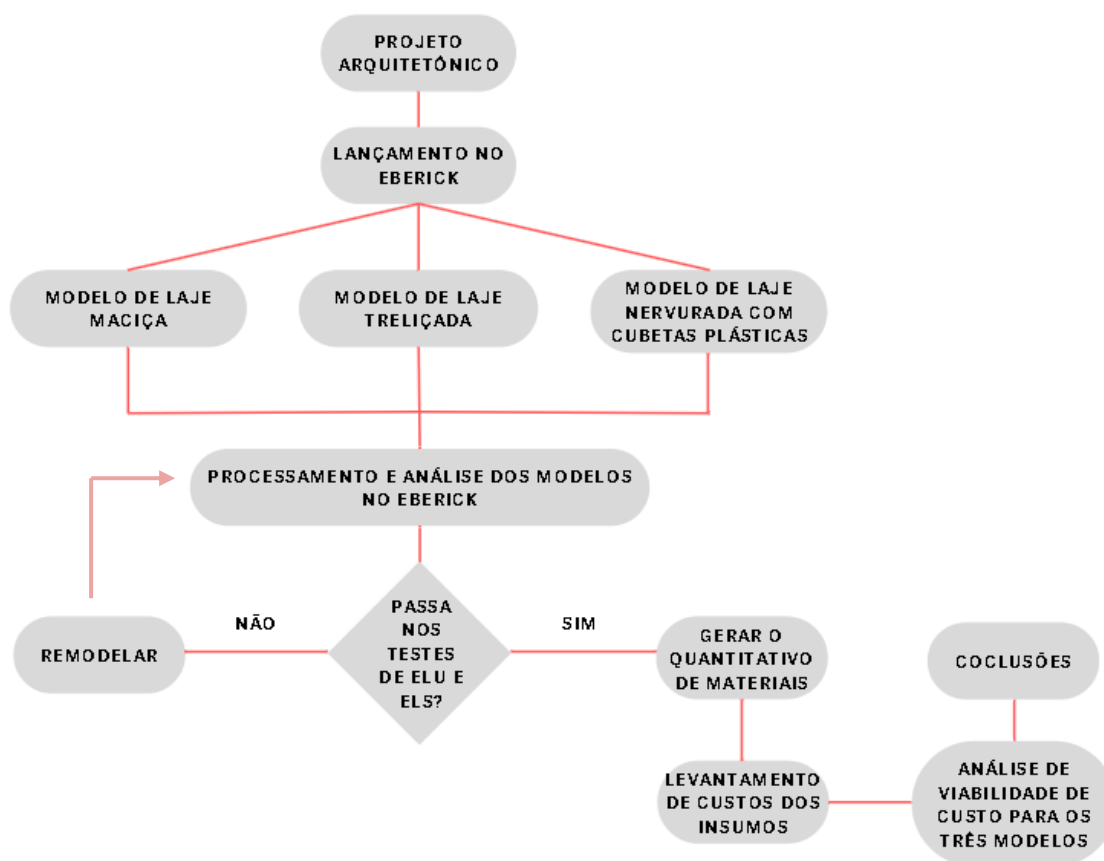 PROJETO
ARQUITETÔNICO
LANÇAMENTO NO
EBERICK
MODELO DE LAJE
MACIÇA
MODELO DE LAJE
TRELIÇADA
MODELO DE LAJE
NERVURADA COM
CUBETAS PLÁSTICAS
PROCESSAMENTO E ANÁLISE DOS MODELOS
NO EBERICK
PASSA
NOS
TESTES
DE ELU E
ELS?
NÃO
REMODELAR
SIM
GERAR O
QUANTITATIVO
DE MATERIAIS
LEVANTAMENTO
DE CUSTOS DOS
INSUMOS
ANÁLISE DE
VIABILIDADE DE
CUSTO PARA OS
TRÊS MODELOS
COCLUSÕES